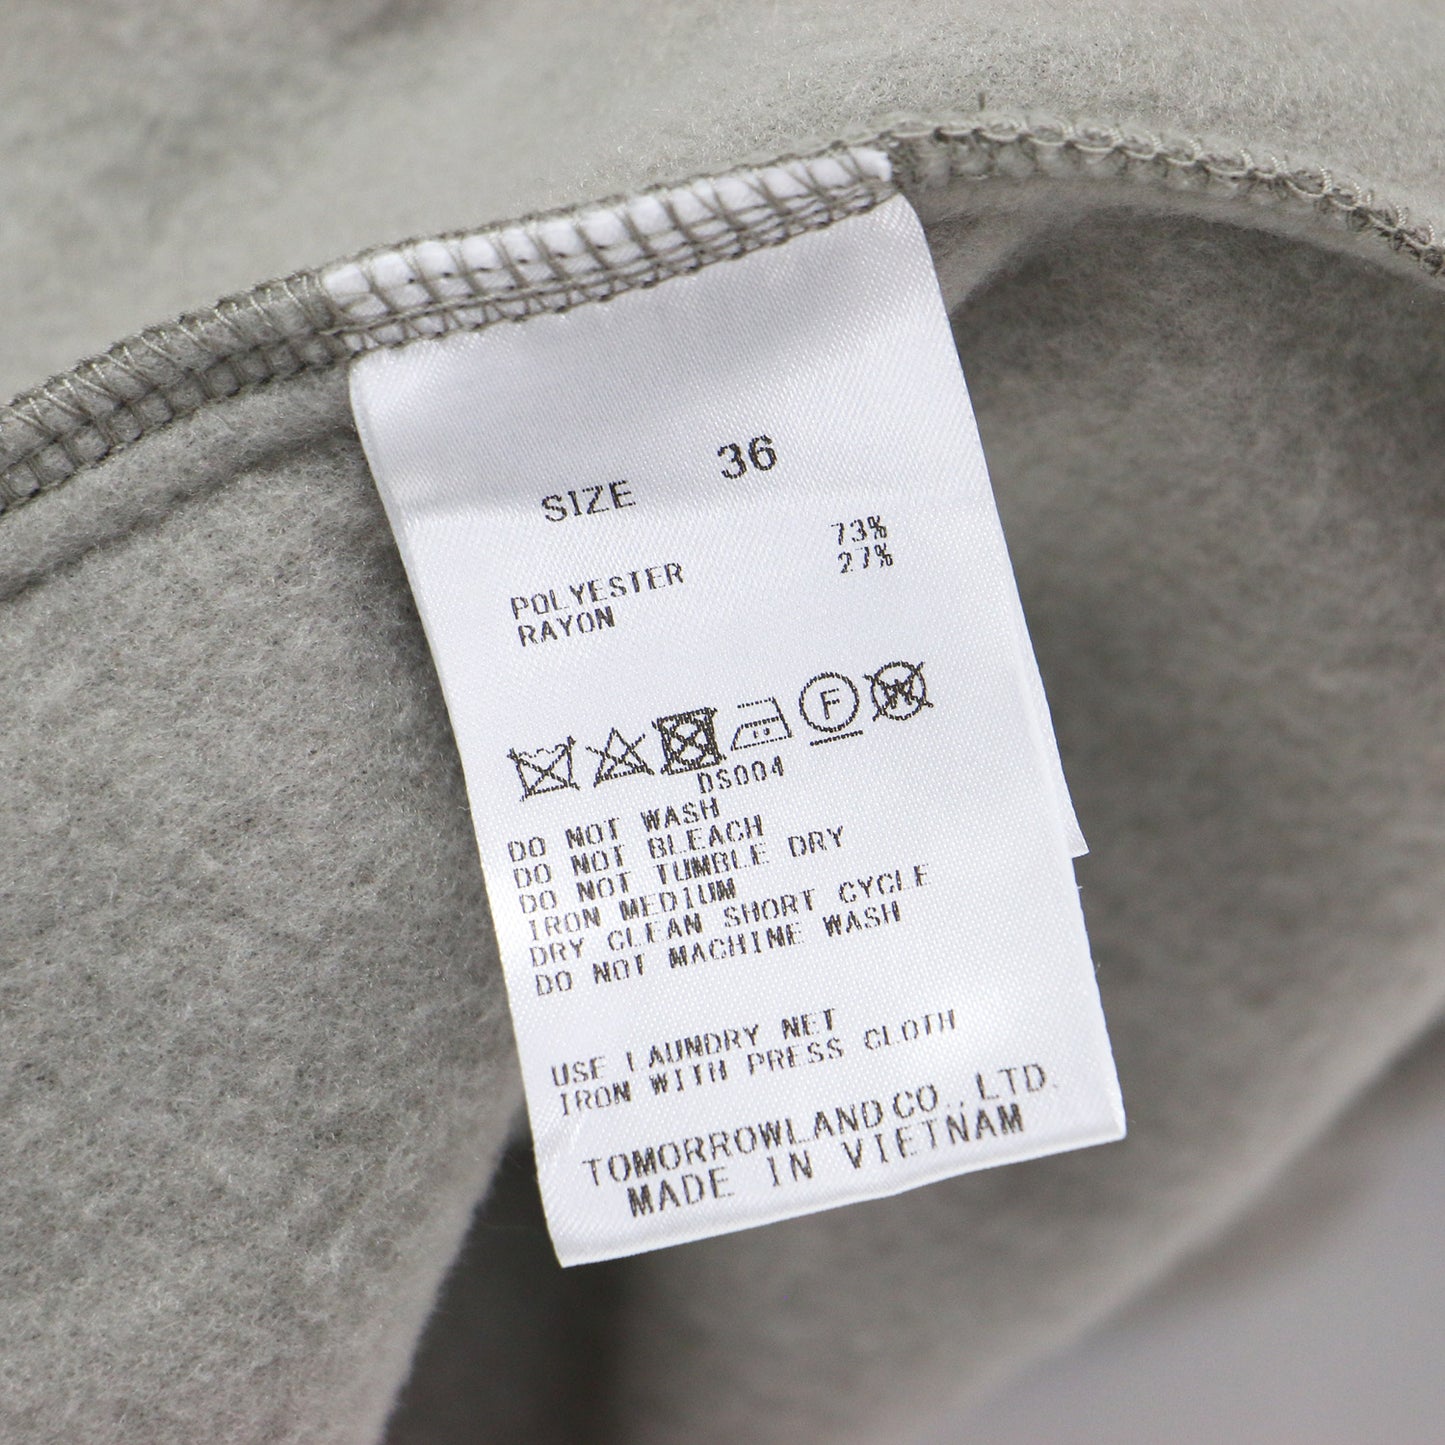 SIZE 36
POLYESTER 73%
RAYON 27%
F W
DS004
DO NOT WASH
DO NOT BLEACH
DO NOT TUMBLE DRY
IRON MEDIUM
DRY CLEAN SHORT CYCLE
DO NOT MACHINE WASH
USE LAUNDRY NET
IRON WITH PRESS CLOTH
TOMORROWLAND CO., LTD.
MADE IN VIETNAM